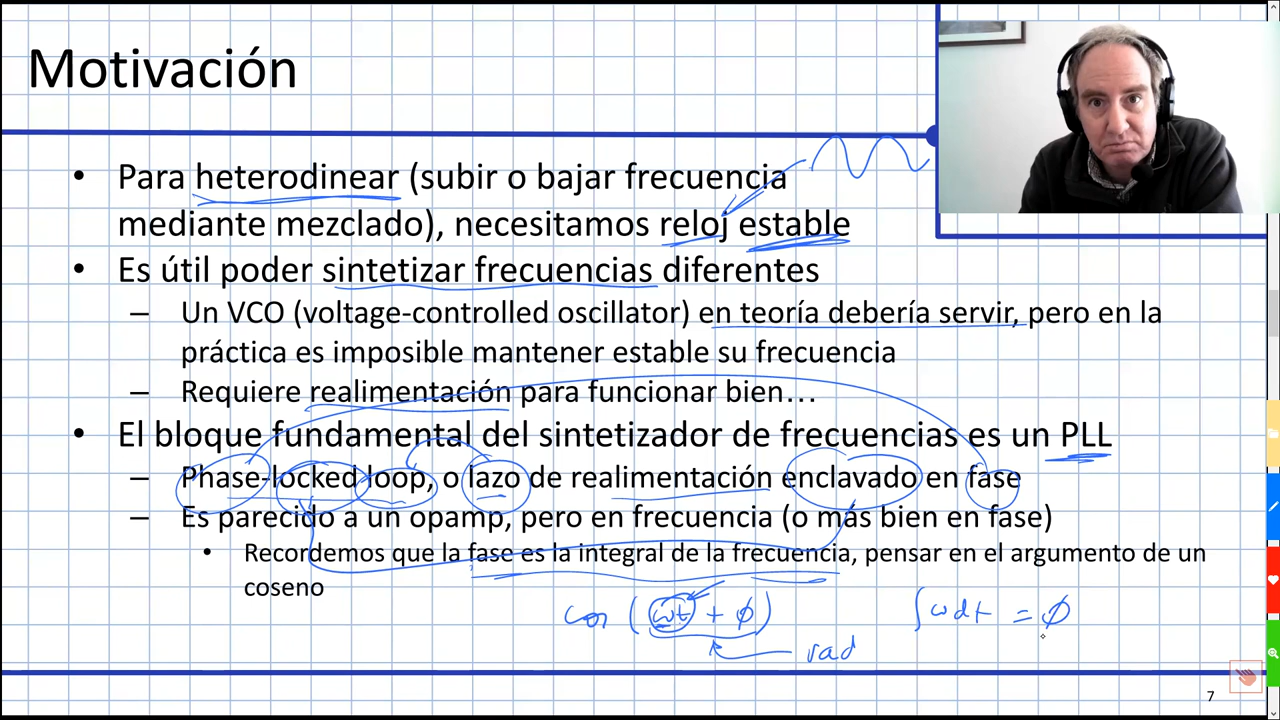 Motivación
• Para heterodinear (subir o bajar frecuencia
mediante mezclado), necesitamos reloj estable
• Es útil poder sintetizar frecuencias diferentes
– Un VCO (voltage-controlled oscillator) en teoría debería servir, pero en la
práctica es imposible mantener estable su frecuencia
– Requiere realimentación para funcionar bien…
• El bloque fundamental del sintetizador de frecuencias es un PLL
– Phase-locked loop, o lazo de realimentación enclavado en fase
– Es parecido a un opamp, pero en frecuencia (o más bien en fase)
• Recordemos que la fase es la integral de la frecuencia, pensar en el argumento de un
coseno
cos (ωt + ϕ) ∫ω dt = ϕ
rad
7